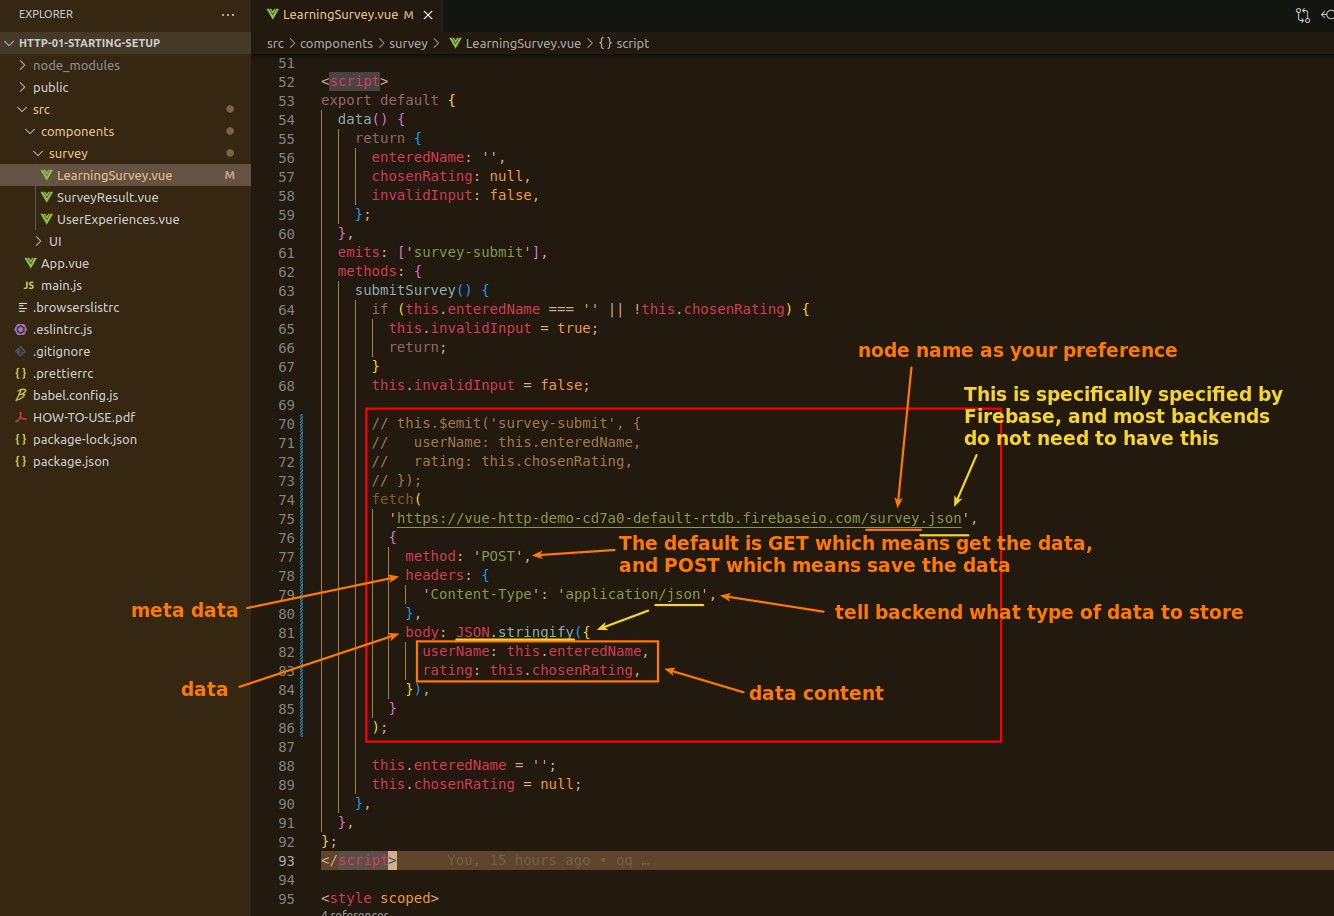 EXPLORER ···
LearningSurvey.vue M
HTTP-01-STARTING-SETUP
src > components > survey > LearningSurvey.vue > {} script
node_modules
public
src
components
survey
LearningSurvey.vue M
SurveyResult.vue
UserExperiences.vue
UI
App.vue
JS main.js
.browserslistrc
.eslintrc.js
.gitignore
{} .prettierrc
babel.config.js
HOW-TO-USE.pdf
{} package-lock.json
{} package.json
51
52 <script>
53 export default {
54 data() {
55 return {
56 enteredName: '',
57 chosenRating: null,
58 invalidInput: false,
59 };
60 },
61 emits: ['survey-submit'],
62 methods: {
63 submitSurvey() {
64 if (this.enteredName === '' || !this.chosenRating) {
65 this.invalidInput = true;
66 return;
67 }
68 this.invalidInput = false;
69
70 // this.$emit('survey-submit', {
71 // userName: this.enteredName,
72 // rating: this.chosenRating,
73 // });
74 fetch(
75 'https://vue-http-demo-cd7a0-default-rtdb.firebaseio.com/survey.json',
76 {
77 method: 'POST',
78 headers: {
79 'Content-Type': 'application/json',
80 },
81 body: JSON.stringify({
82 userName: this.enteredName,
83 rating: this.chosenRating,
84 }),
85 }
86 );
87
88 this.enteredName = '';
89 this.chosenRating = null;
90 },
91 },
92 };
93 </script> You, 15 hours ago • qq …
94
95 <style scoped>
4 references
node name as your preference
This is specifically specified by
Firebase, and most backends
do not need to have this
The default is GET which means get the data,
and POST which means save the data
meta data
tell backend what type of data to store
data
data content